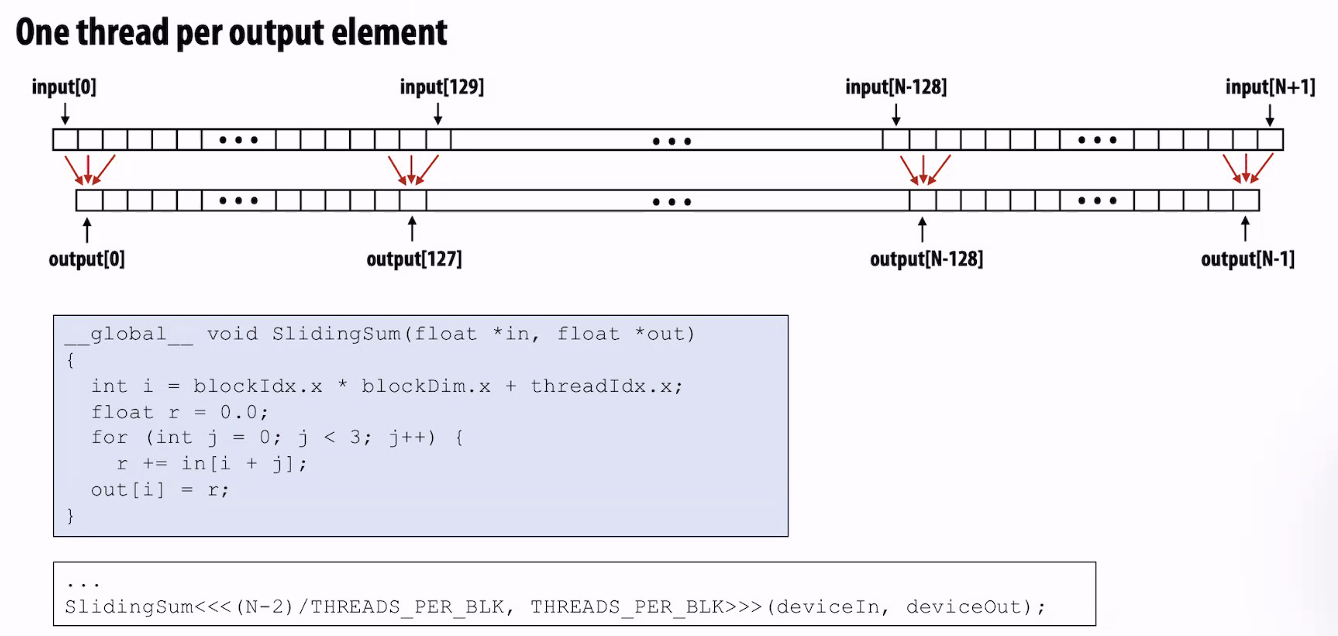 One thread per output element
input[0] input[129] input[N-128] input[N+1]
• • • • • • • • •
• • • • • • • • •
output[0] output[127] output[N-128] output[N-1]
__global__ void SlidingSum(float *in, float *out)
{
  int i = blockIdx.x * blockDim.x + threadIdx.x;
  float r = 0.0;
  for (int j = 0; j < 3; j++) {
    r += in[i + j];
  out[i] = r;
}
...
SlidingSum<<<(N-2)/THREADS_PER_BLK, THREADS_PER_BLK>>>(deviceIn, deviceOut);